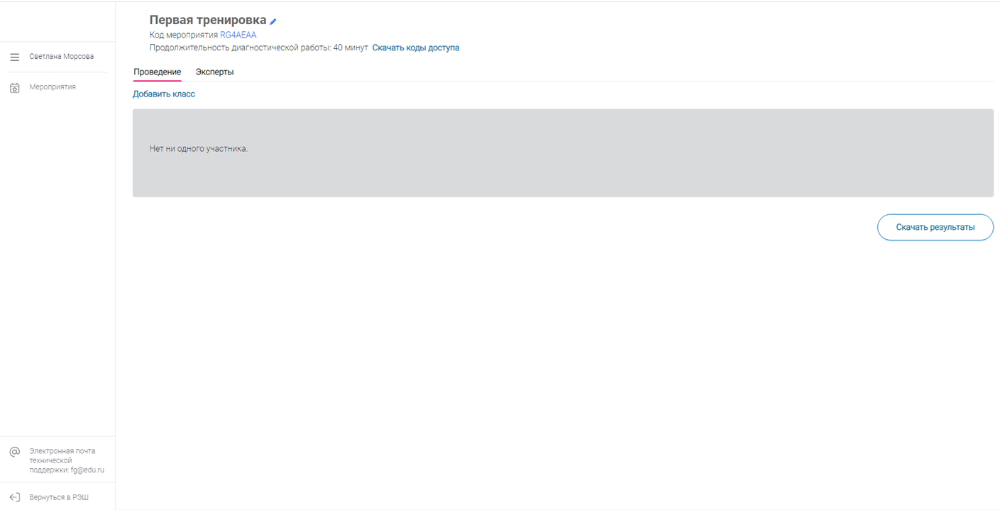 Первая тренировка
Код мероприятия RG4AEAA
Продолжительность диагностической работы: 40 минут Скачать коды доступа
Светлана Морсова
Мероприятия
Проведение Эксперты
Добавить класс
Нет ни одного участника.
Скачать результаты
Электронная почта
технической
поддержки: fg@edu.ru
Вернуться в РЭШ